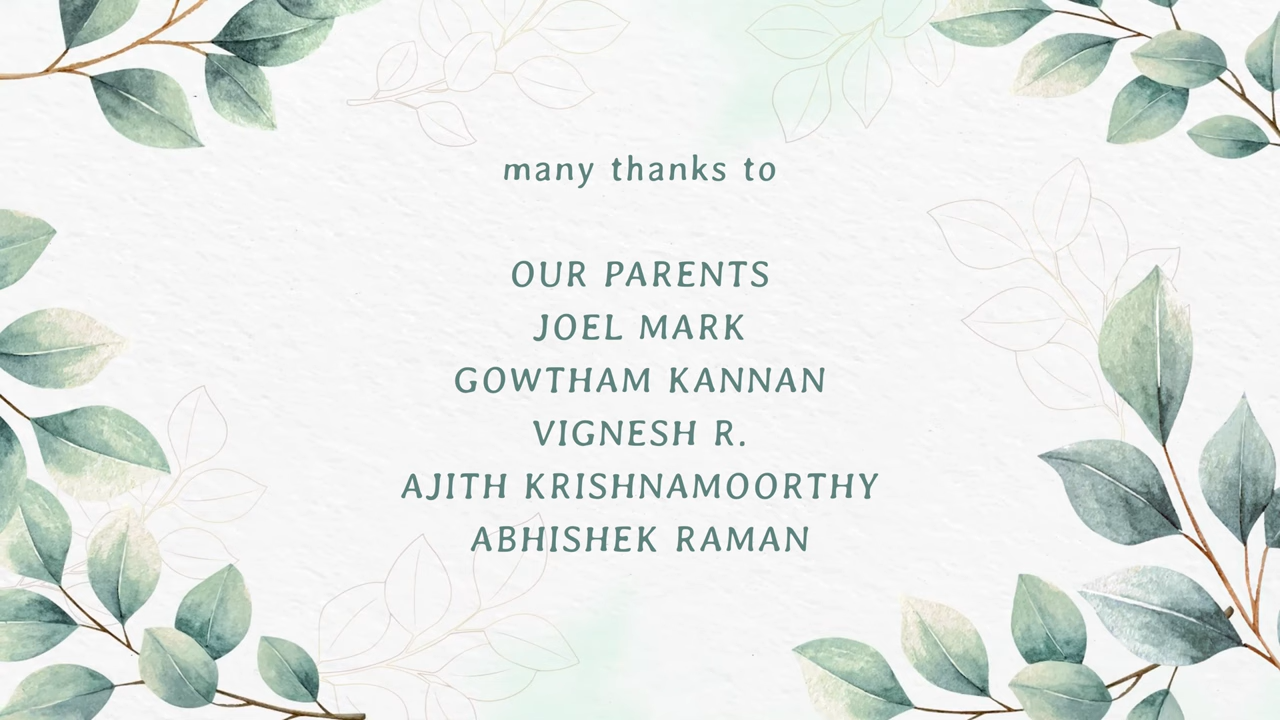 many thanks to
OUR PARENTS
JOEL MARK
GOWTHAM KANNAN
VIGNESH R.
AJITH KRISHNAMOORTHY
ABHISHEK RAMAN